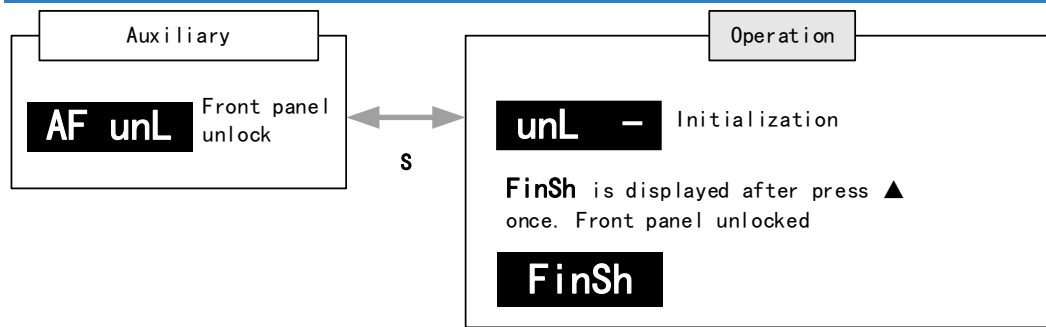 Auxiliary
AF unL
Front panel
unlock
S
Operation
unL –
Initialization
FinSh is displayed after press ▲
once. Front panel unlocked
FinSh